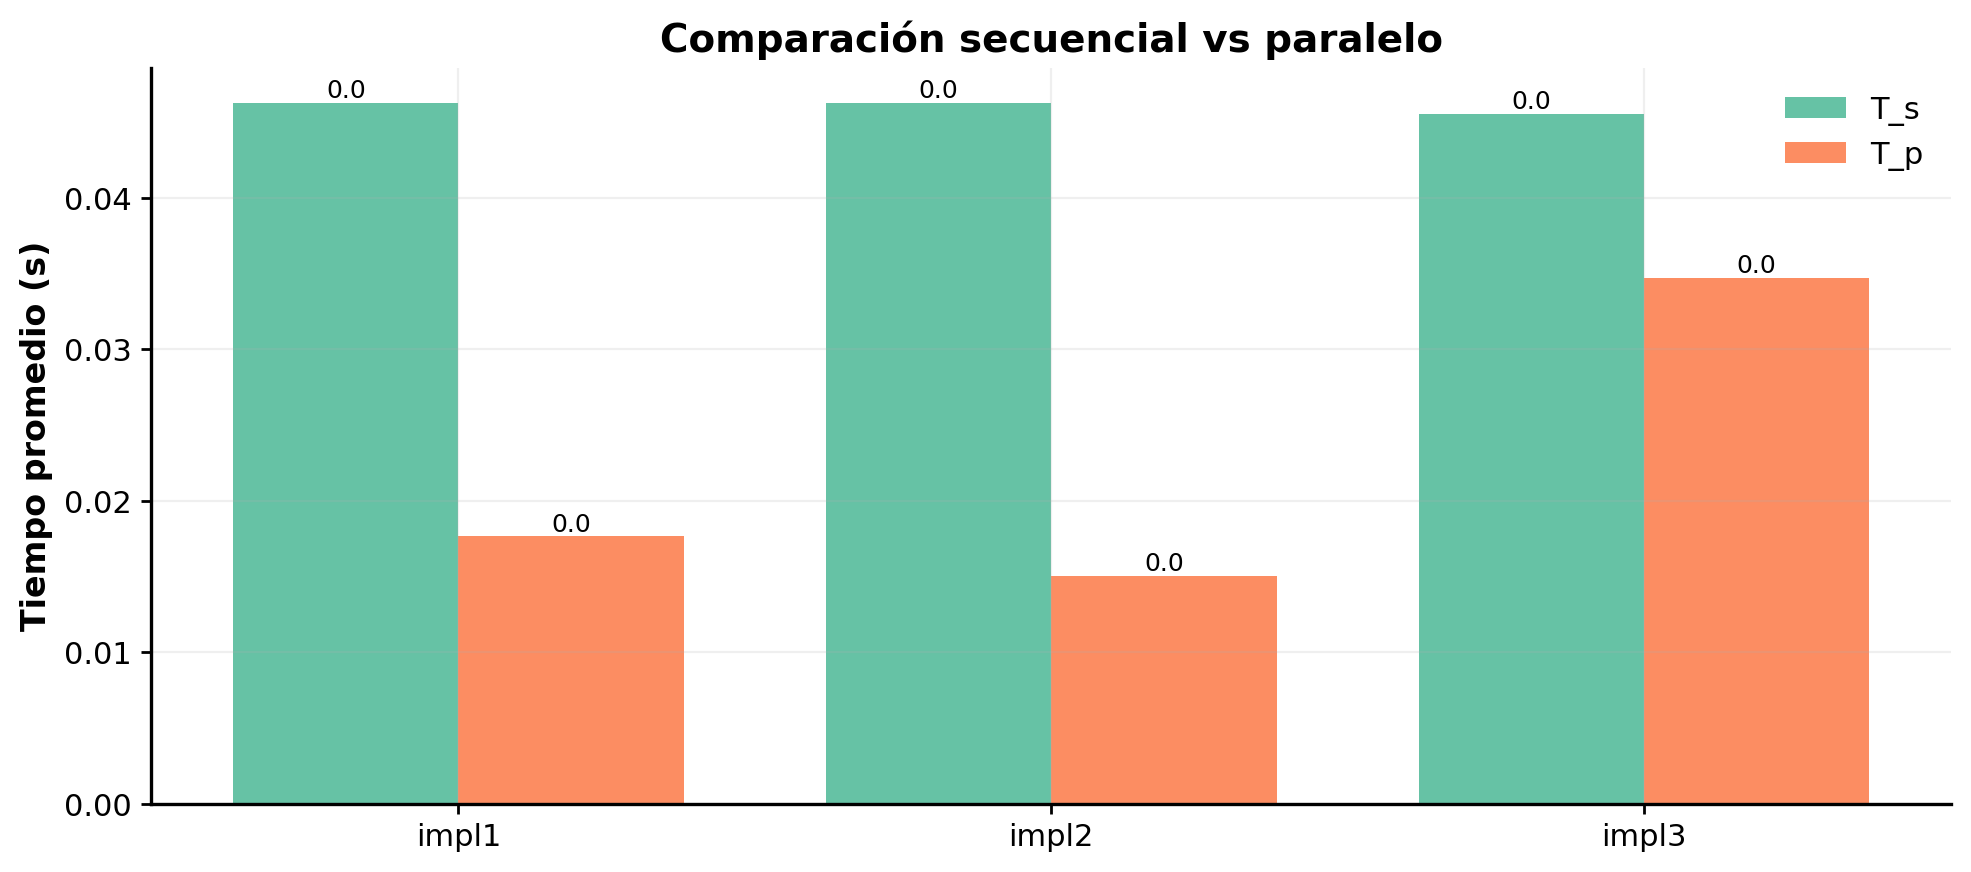 Comparación secuencial vs paralelo
0.0
0.0
0.0
T_s
T_p
0.04
0.0
0.03
Tiempo promedio (s)
0.02
0.0
0.0
0.01
0.00
impl1
impl2
impl3